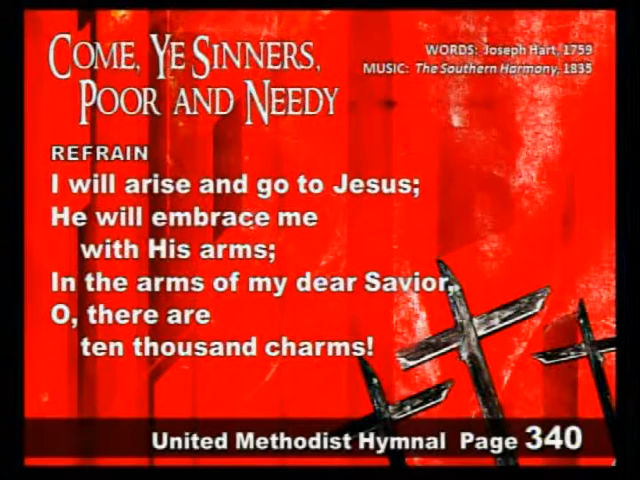 COME, YE SINNERS,
POOR AND NEEDY
WORDS: Joseph Hart, 1759
MUSIC: The Southern Harmony, 1835
REFRAIN
I will arise and go to Jesus;
He will embrace me
with His arms;
In the arms of my dear Savior,
O, there are
ten thousand charms!
United Methodist Hymnal Page 340